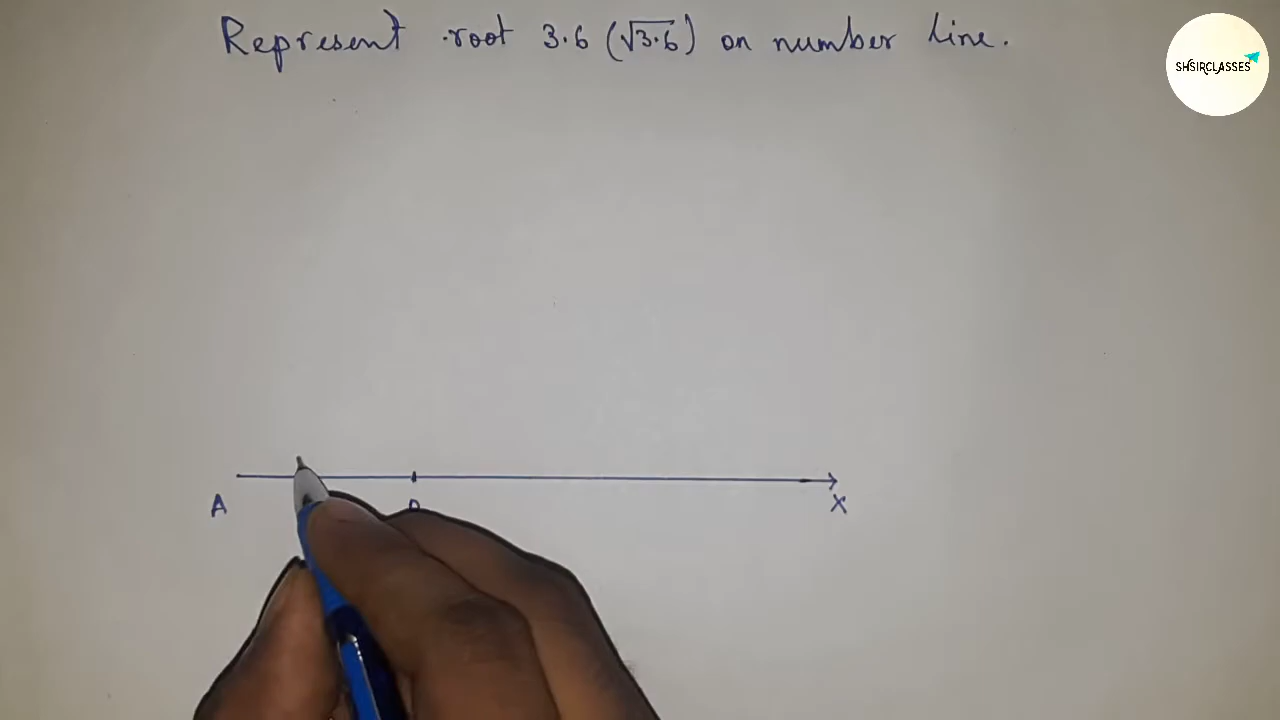 Represent root 3.6 (√3.6) on number line.
SHSIRCLASSES
A
X